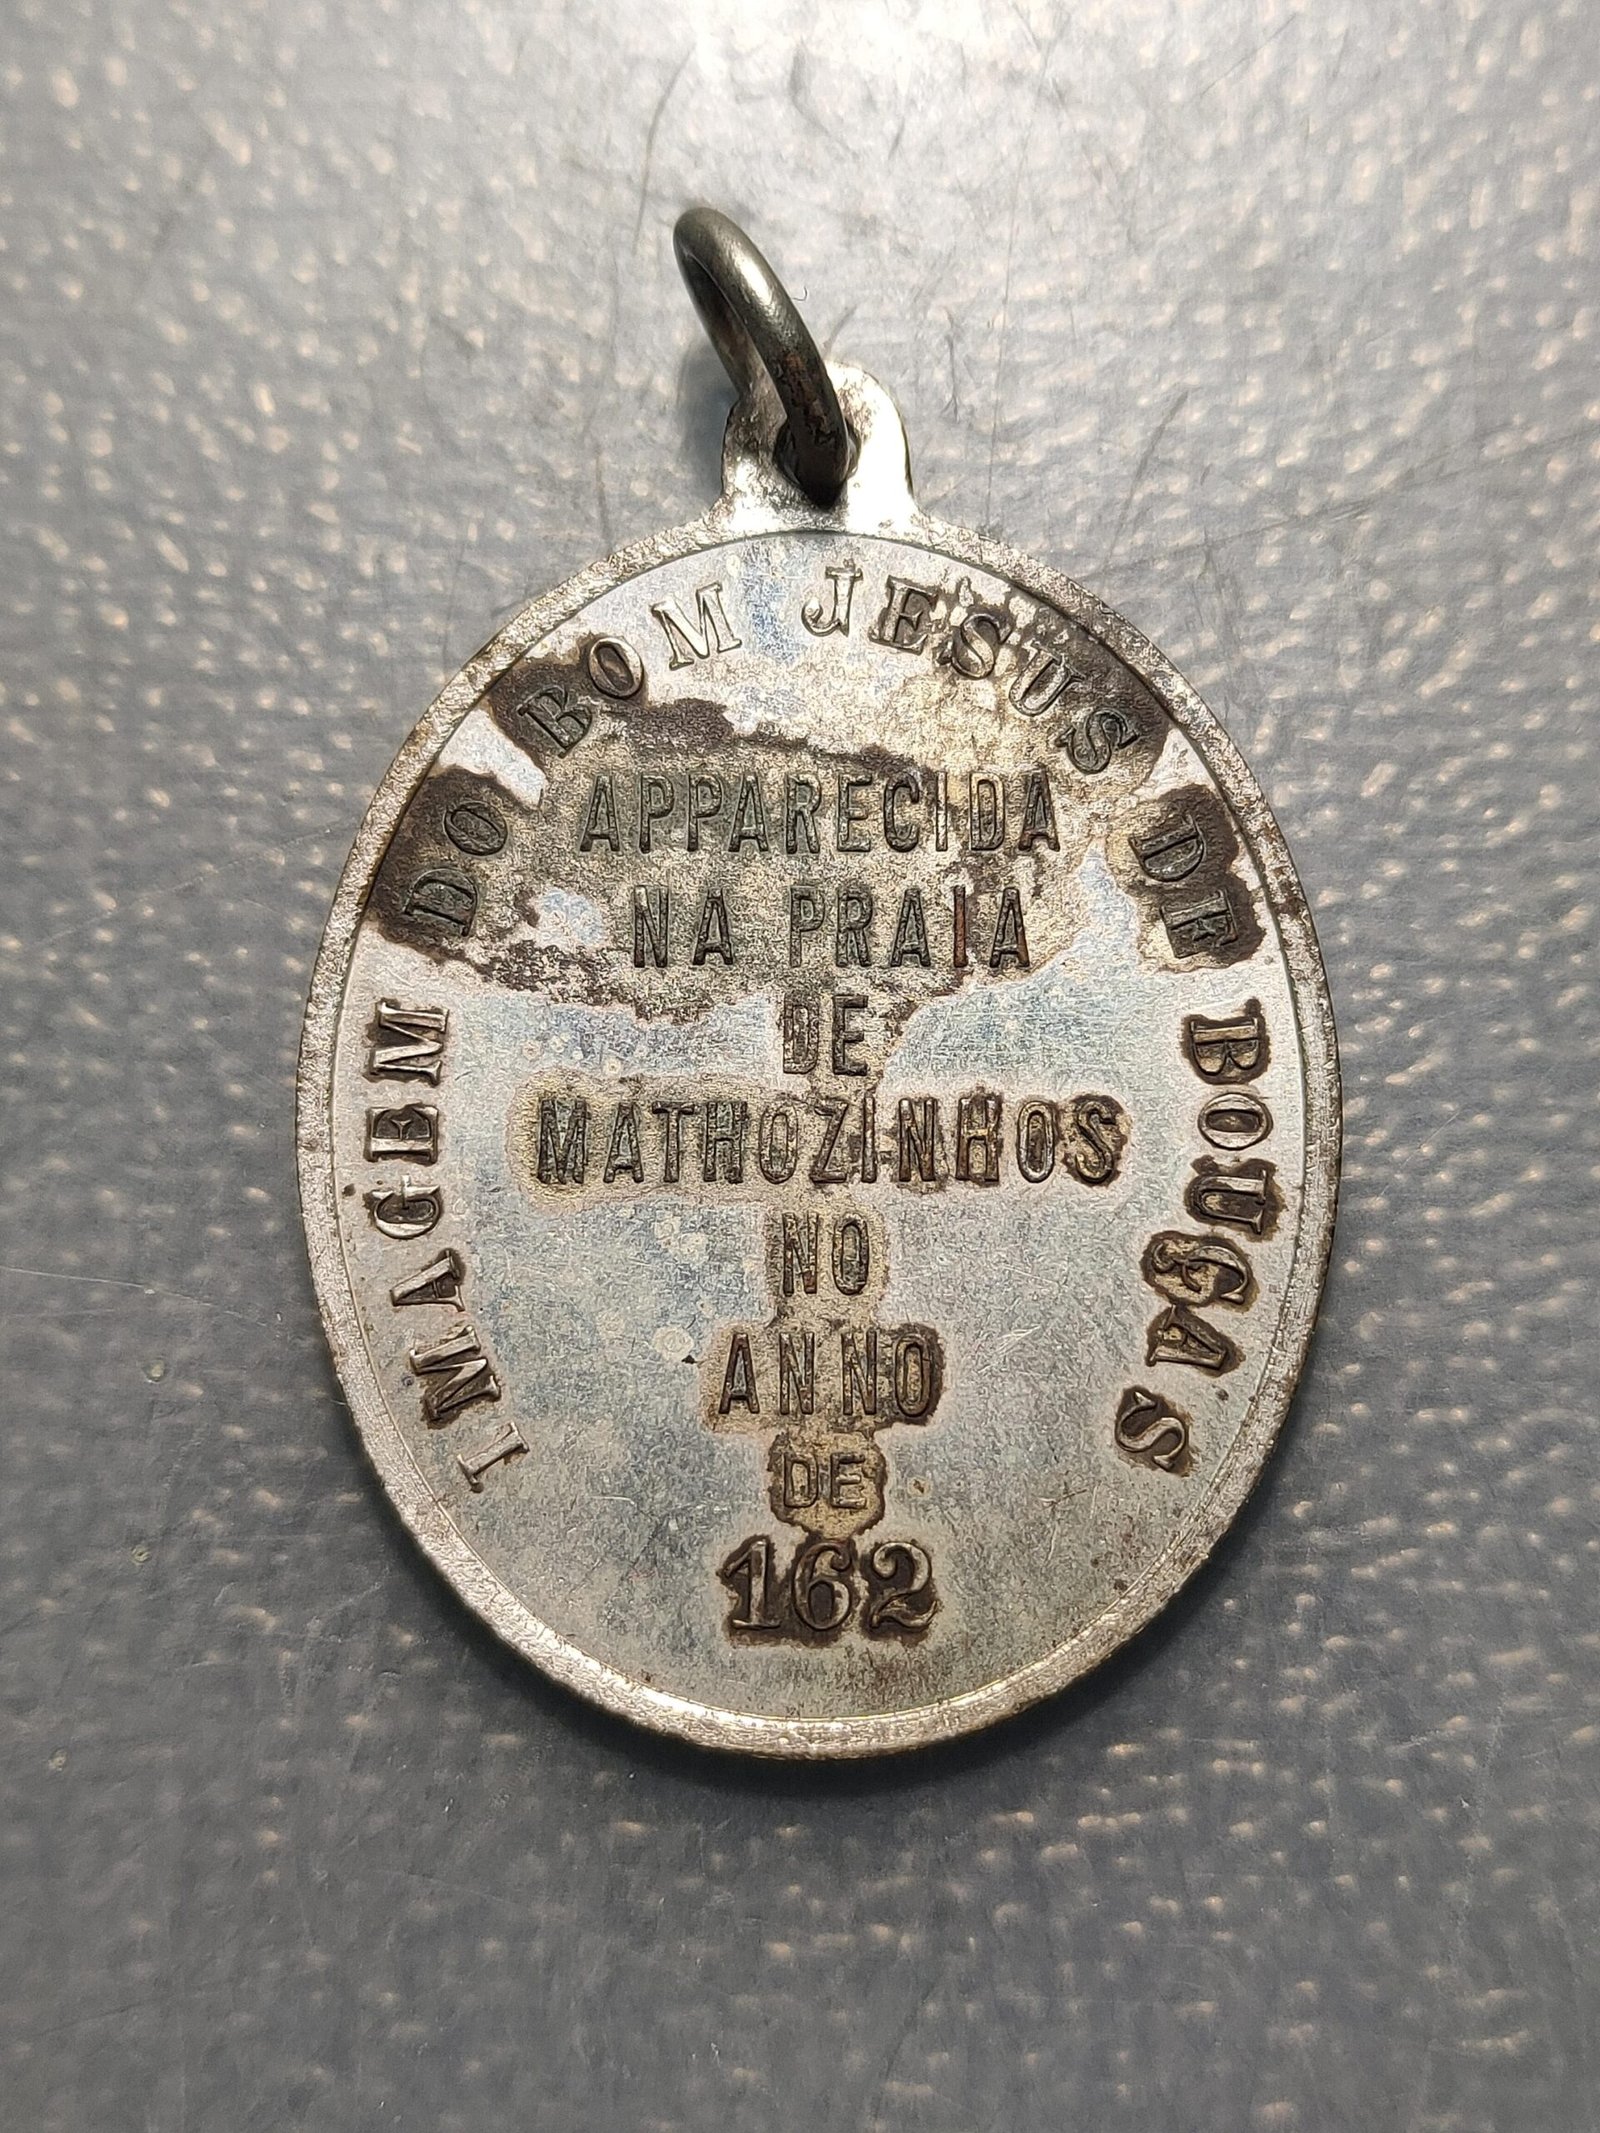 IMAGEM DO BOM JESUS DE BOUÇAS
APPARECIDA
NA PRAIA
DE
MATHOZINHOS
NO
ANNO
DE
162